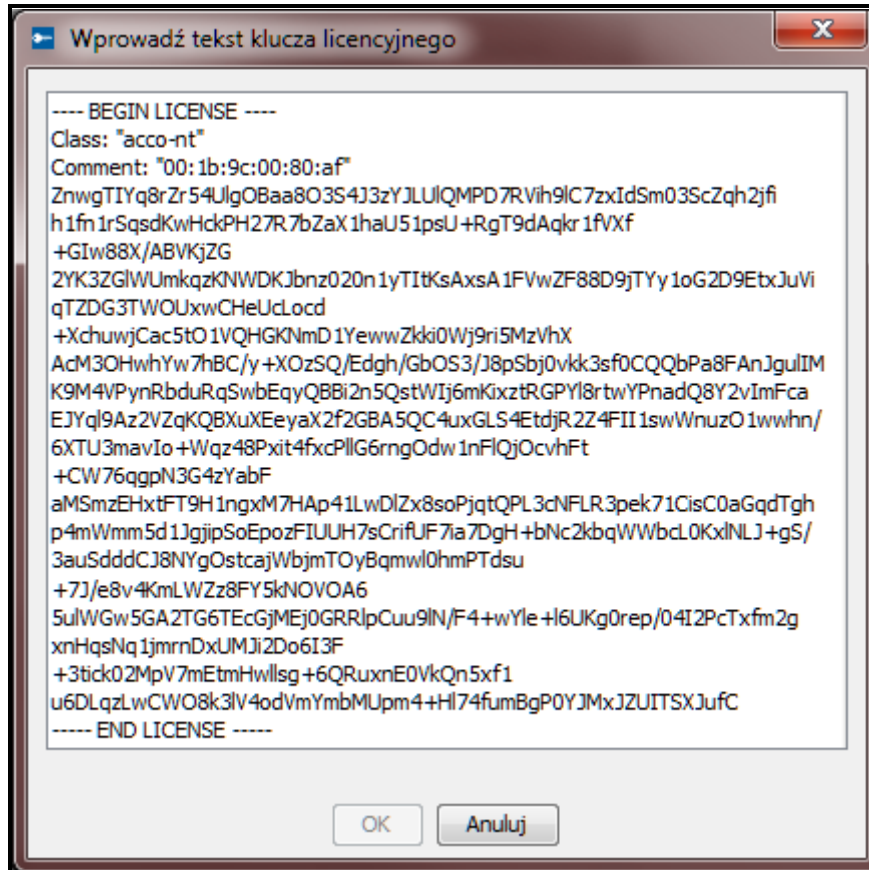 Wprowadź tekst klucza licencyjnego
---- BEGIN LICENSE ----
Class: "acco-nt"
Comment: "00:1b:9c:00:80:af"
ZnwgTIYq8rZr54UlgOBaa8O3S4J3zYJLUlQMPD7RVih9lC7zxIdSm03ScZqh2jfi
h1fn1rSqsdKwHckPH27R7bZaX1haU51psU+RgT9dAqkr1fVXf
+GIw88X/ABVKjZG
2YK3ZGlWUmkqzKNWDKJbnz020n1yTItKsAxsA1FVwZF88D9jTYy1oG2D9EtxJuVi
qTZDG3TWOUxwCHeUcLocd
+XchuwjCac5tO1VQHGKNmD1YewwZkki0Wj9ri5MzVhX
AcM3OHwhYw7hBC/y+XOzSQ/Edgh/GbOS3/J8pSbj0vkk3sf0CQQbPa8FAnJgulIM
K9M4VPynRbduRqSwbEqyQBBi2n5QstWIj6mKixztRGPYl8rtwYPnadQ8Y2vImFca
EJYql9Az2VZqKQBXuXEeyaX2f2GBA5QC4uxGLS4EtdjR2Z4FII1swWnuzO1wwhn/
6XTU3mavIo+Wqz48Pxit4fxcPllG6rngOdw1nFlQjOcvhFt
+CW76qgpN3G4zYabF
aMSmzEHxtFT9H1ngxM7HAp41LwDlZx8soPjqtQPL3cNFLR3pek71CisC0aGqdTgh
p4mWmm5d1JgjipSoEpozFIUUH7sCrifUF7ia7DgH+bNc2kbqWWbcL0KxlNLJ+gS/
3auSdddCJ8NYgOstcajWbjmTOyBqmwl0hmPTdsu
+7J/e8v4KmLWZz8FY5kNOVOA6
5ulWGw5GA2TG6TEcGjMEj0GRRlpCuu9lN/F4+wYle+l6UKg0rep/04I2PcTxfm2g
xnHqsNq1jmrnDxUMJi2Do6I3F
+3tick02MpV7mEtmHwllsg+6QRuxnE0VkQn5xf1
u6DLqzLwCWO8k3lV4odVmYmbMUpm4+Hl74fumBgP0YJMxJZUITSXJufC
----- END LICENSE -----
OK
Anuluj